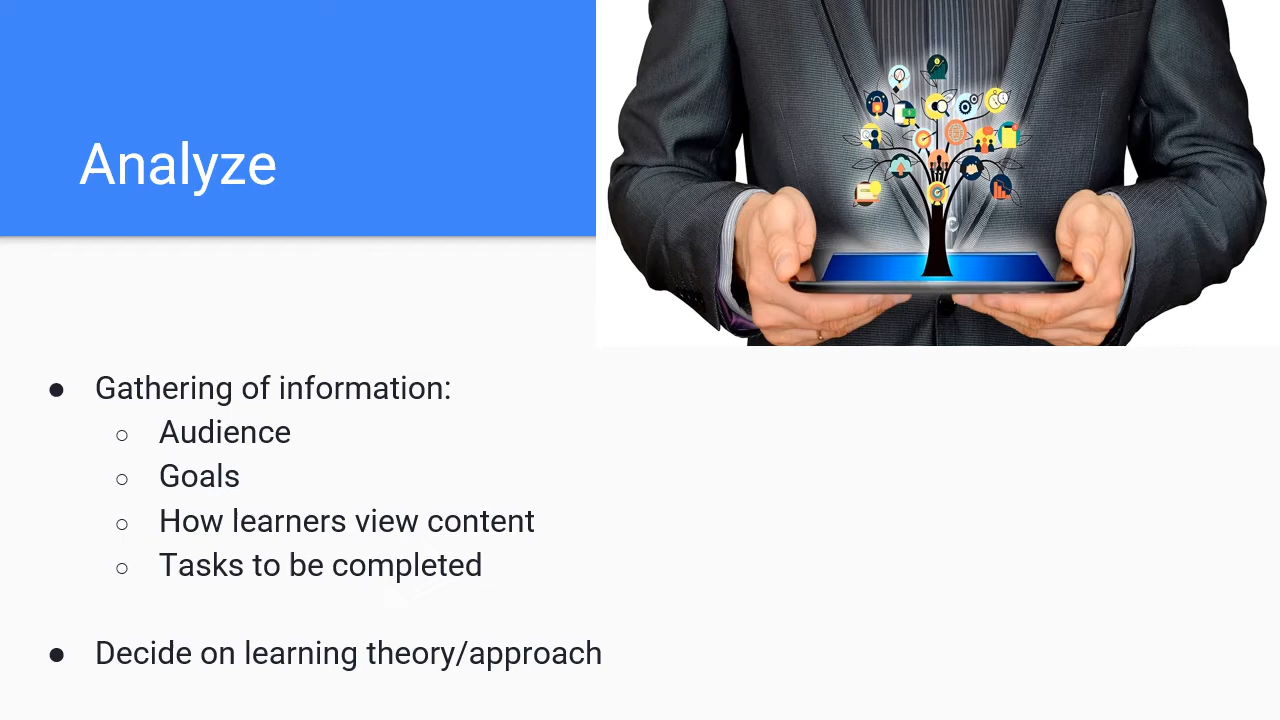 Analyze
● Gathering of information:
○ Audience
○ Goals
○ How learners view content
○ Tasks to be completed
● Decide on learning theory/approach